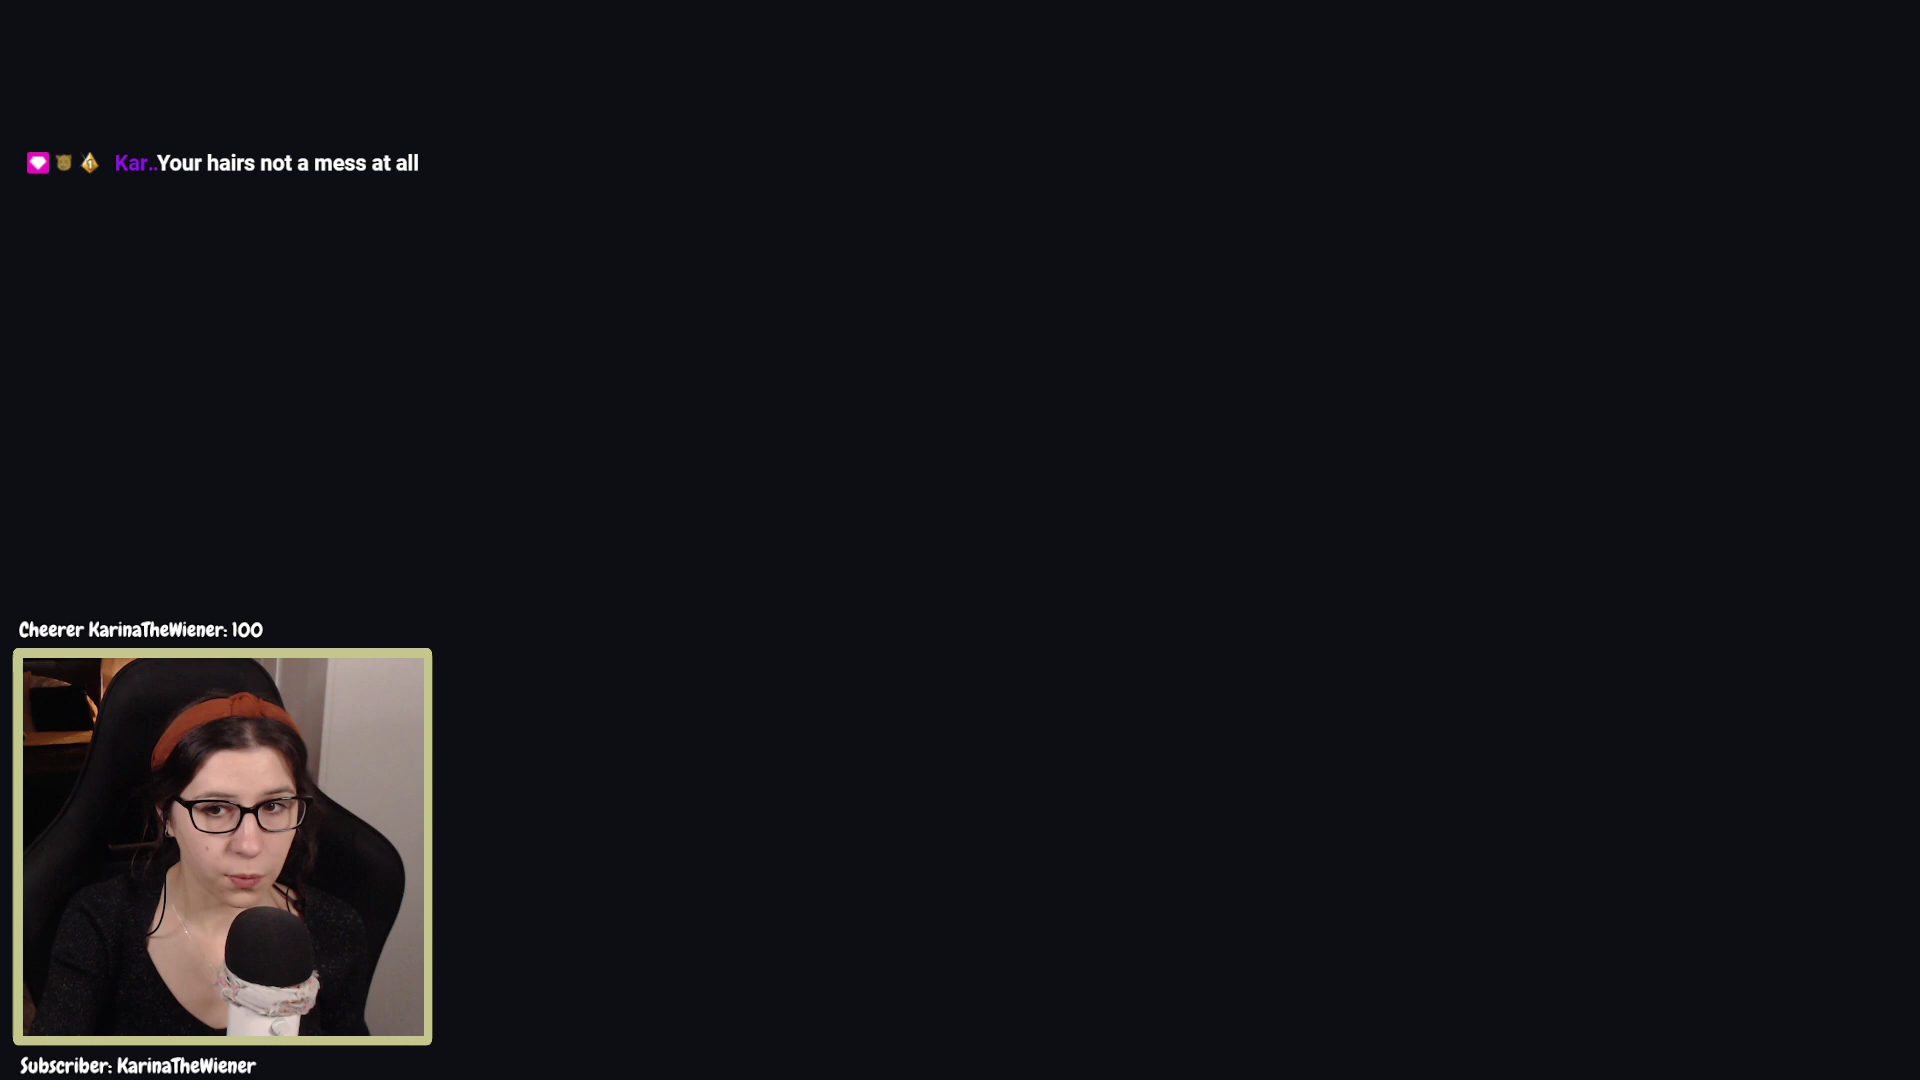 Kar..Your hairs not a mess at all
Cheerer KarinaTheWiener: 100
Subscriber: KarinaTheWiener